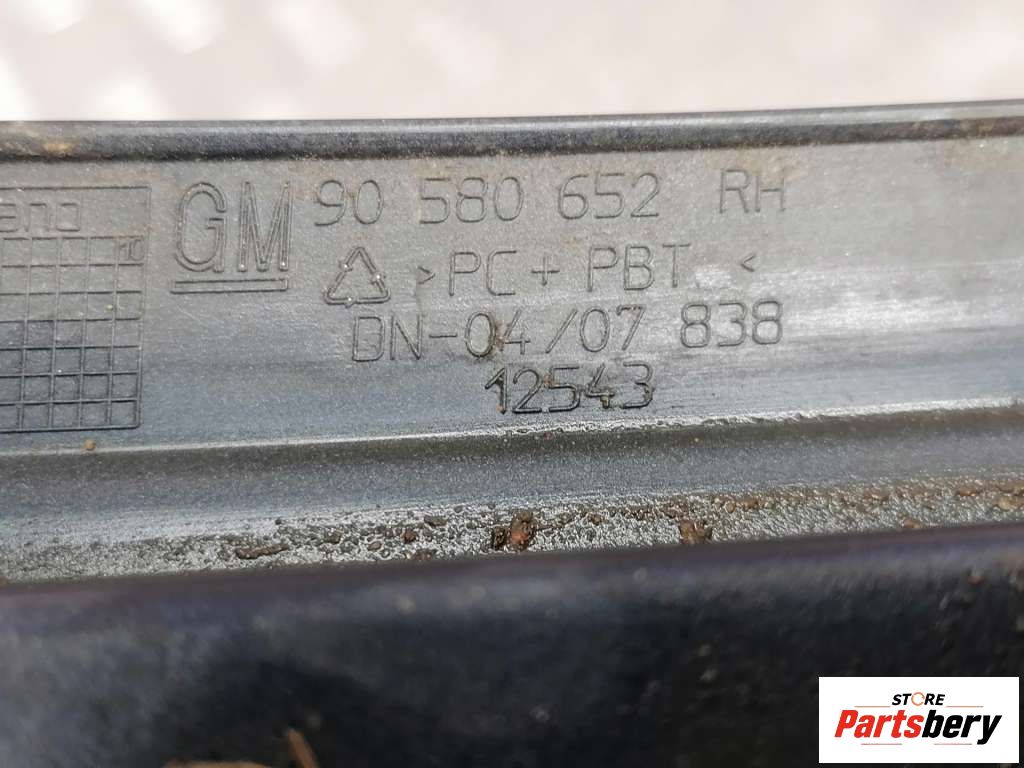 GM 90 580 652 RH
>PC+PBT<
DN-04/07 838
12543
STORE
Partsbery